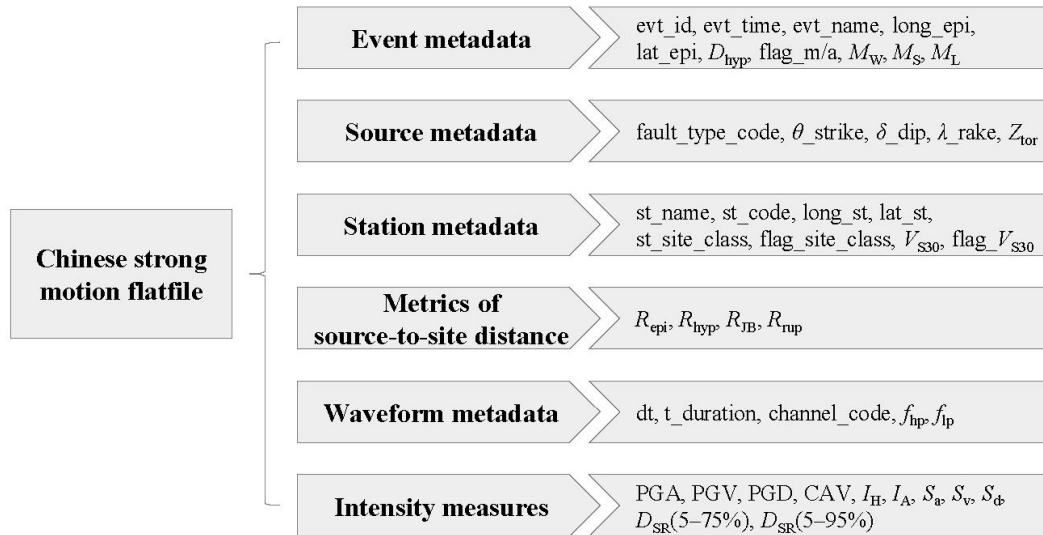 Chinese strong
motion flatfile
Event metadata
evt_id, evt_time, evt_name, long_epi,
lat_epi, Dhyp, flag_m/a, MW, MS, ML
Source metadata
fault_type_code, θ_strike, δ_dip, λ_rake, Ztor
Station metadata
st_name, st_code, long_st, lat_st,
st_site_class, flag_site_class, VS30, flag_VS30
Metrics of
source-to-site distance
Repi, Rhyp, RJB, Rrup
Waveform metadata
dt, t_duration, channel_code, fhp, flp
Intensity measures
PGA, PGV, PGD, CAV, IH, IA, Sa, Sv, Sd,
DSR(5–75%), DSR(5–95%)